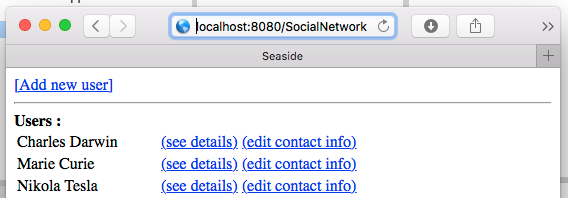 localhost:8080/SocialNetwork
Seaside
[Add new user]
Users :
Charles Darwin (see details) (edit contact info)
Marie Curie (see details) (edit contact info)
Nikola Tesla (see details) (edit contact info)